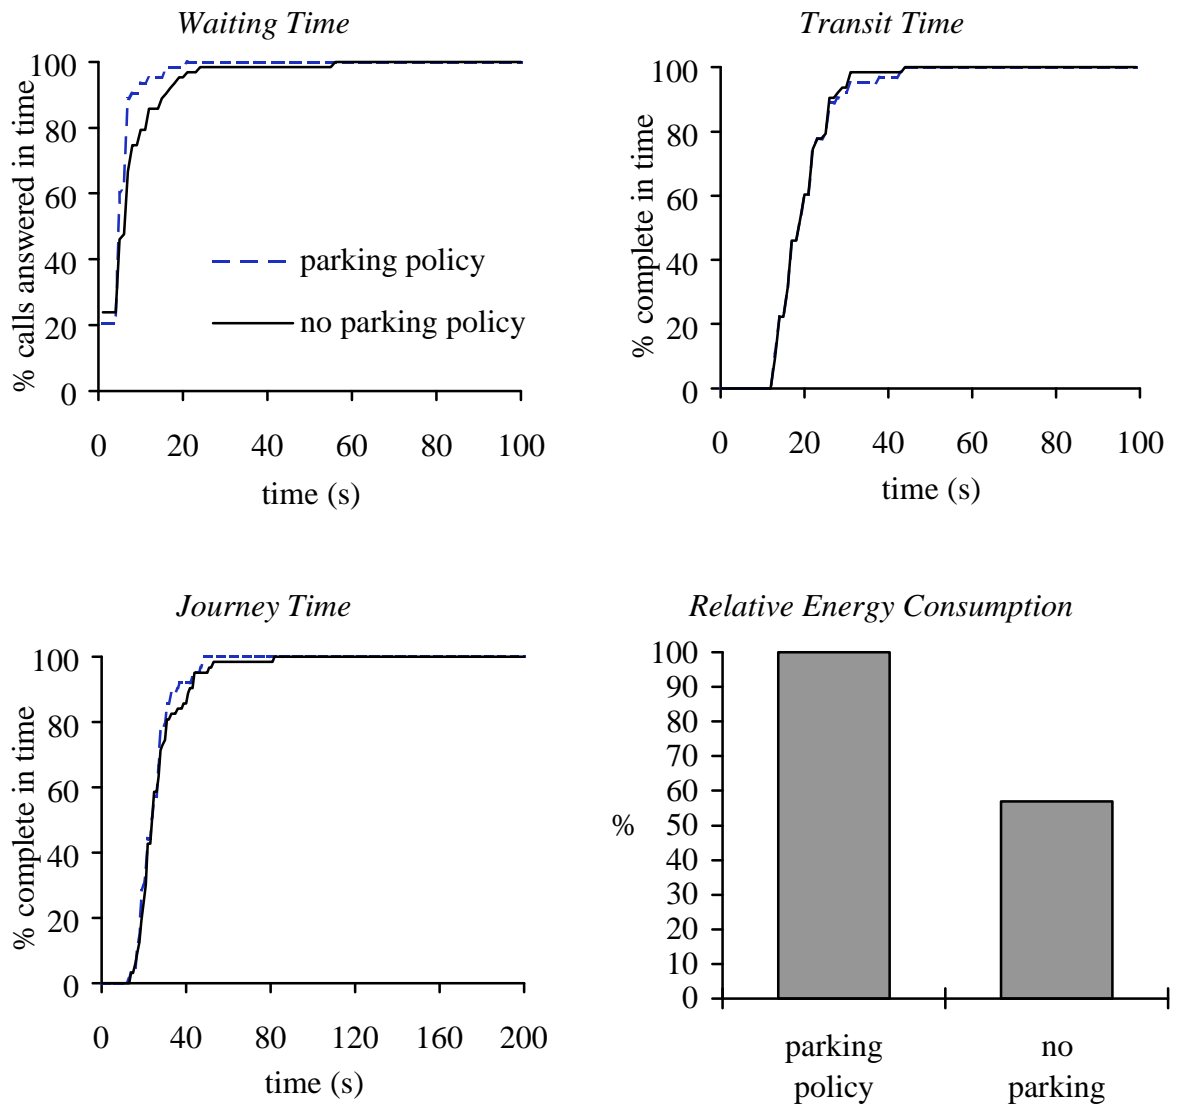 Waiting Time
100
80
60
40
20
0
% calls answered in time
parking policy
no parking policy
0 20 40 60 80 100
time (s)
Transit Time
100
80
60
40
20
0
% complete in time
0 20 40 60 80 100
time (s)
Journey Time
100
80
60
40
20
0
% complete in time
0 40 80 120 160 200
time (s)
Relative Energy Consumption
100
90
80
70
60
50
40
30
20
10
0
%
parking
policy
no
parking